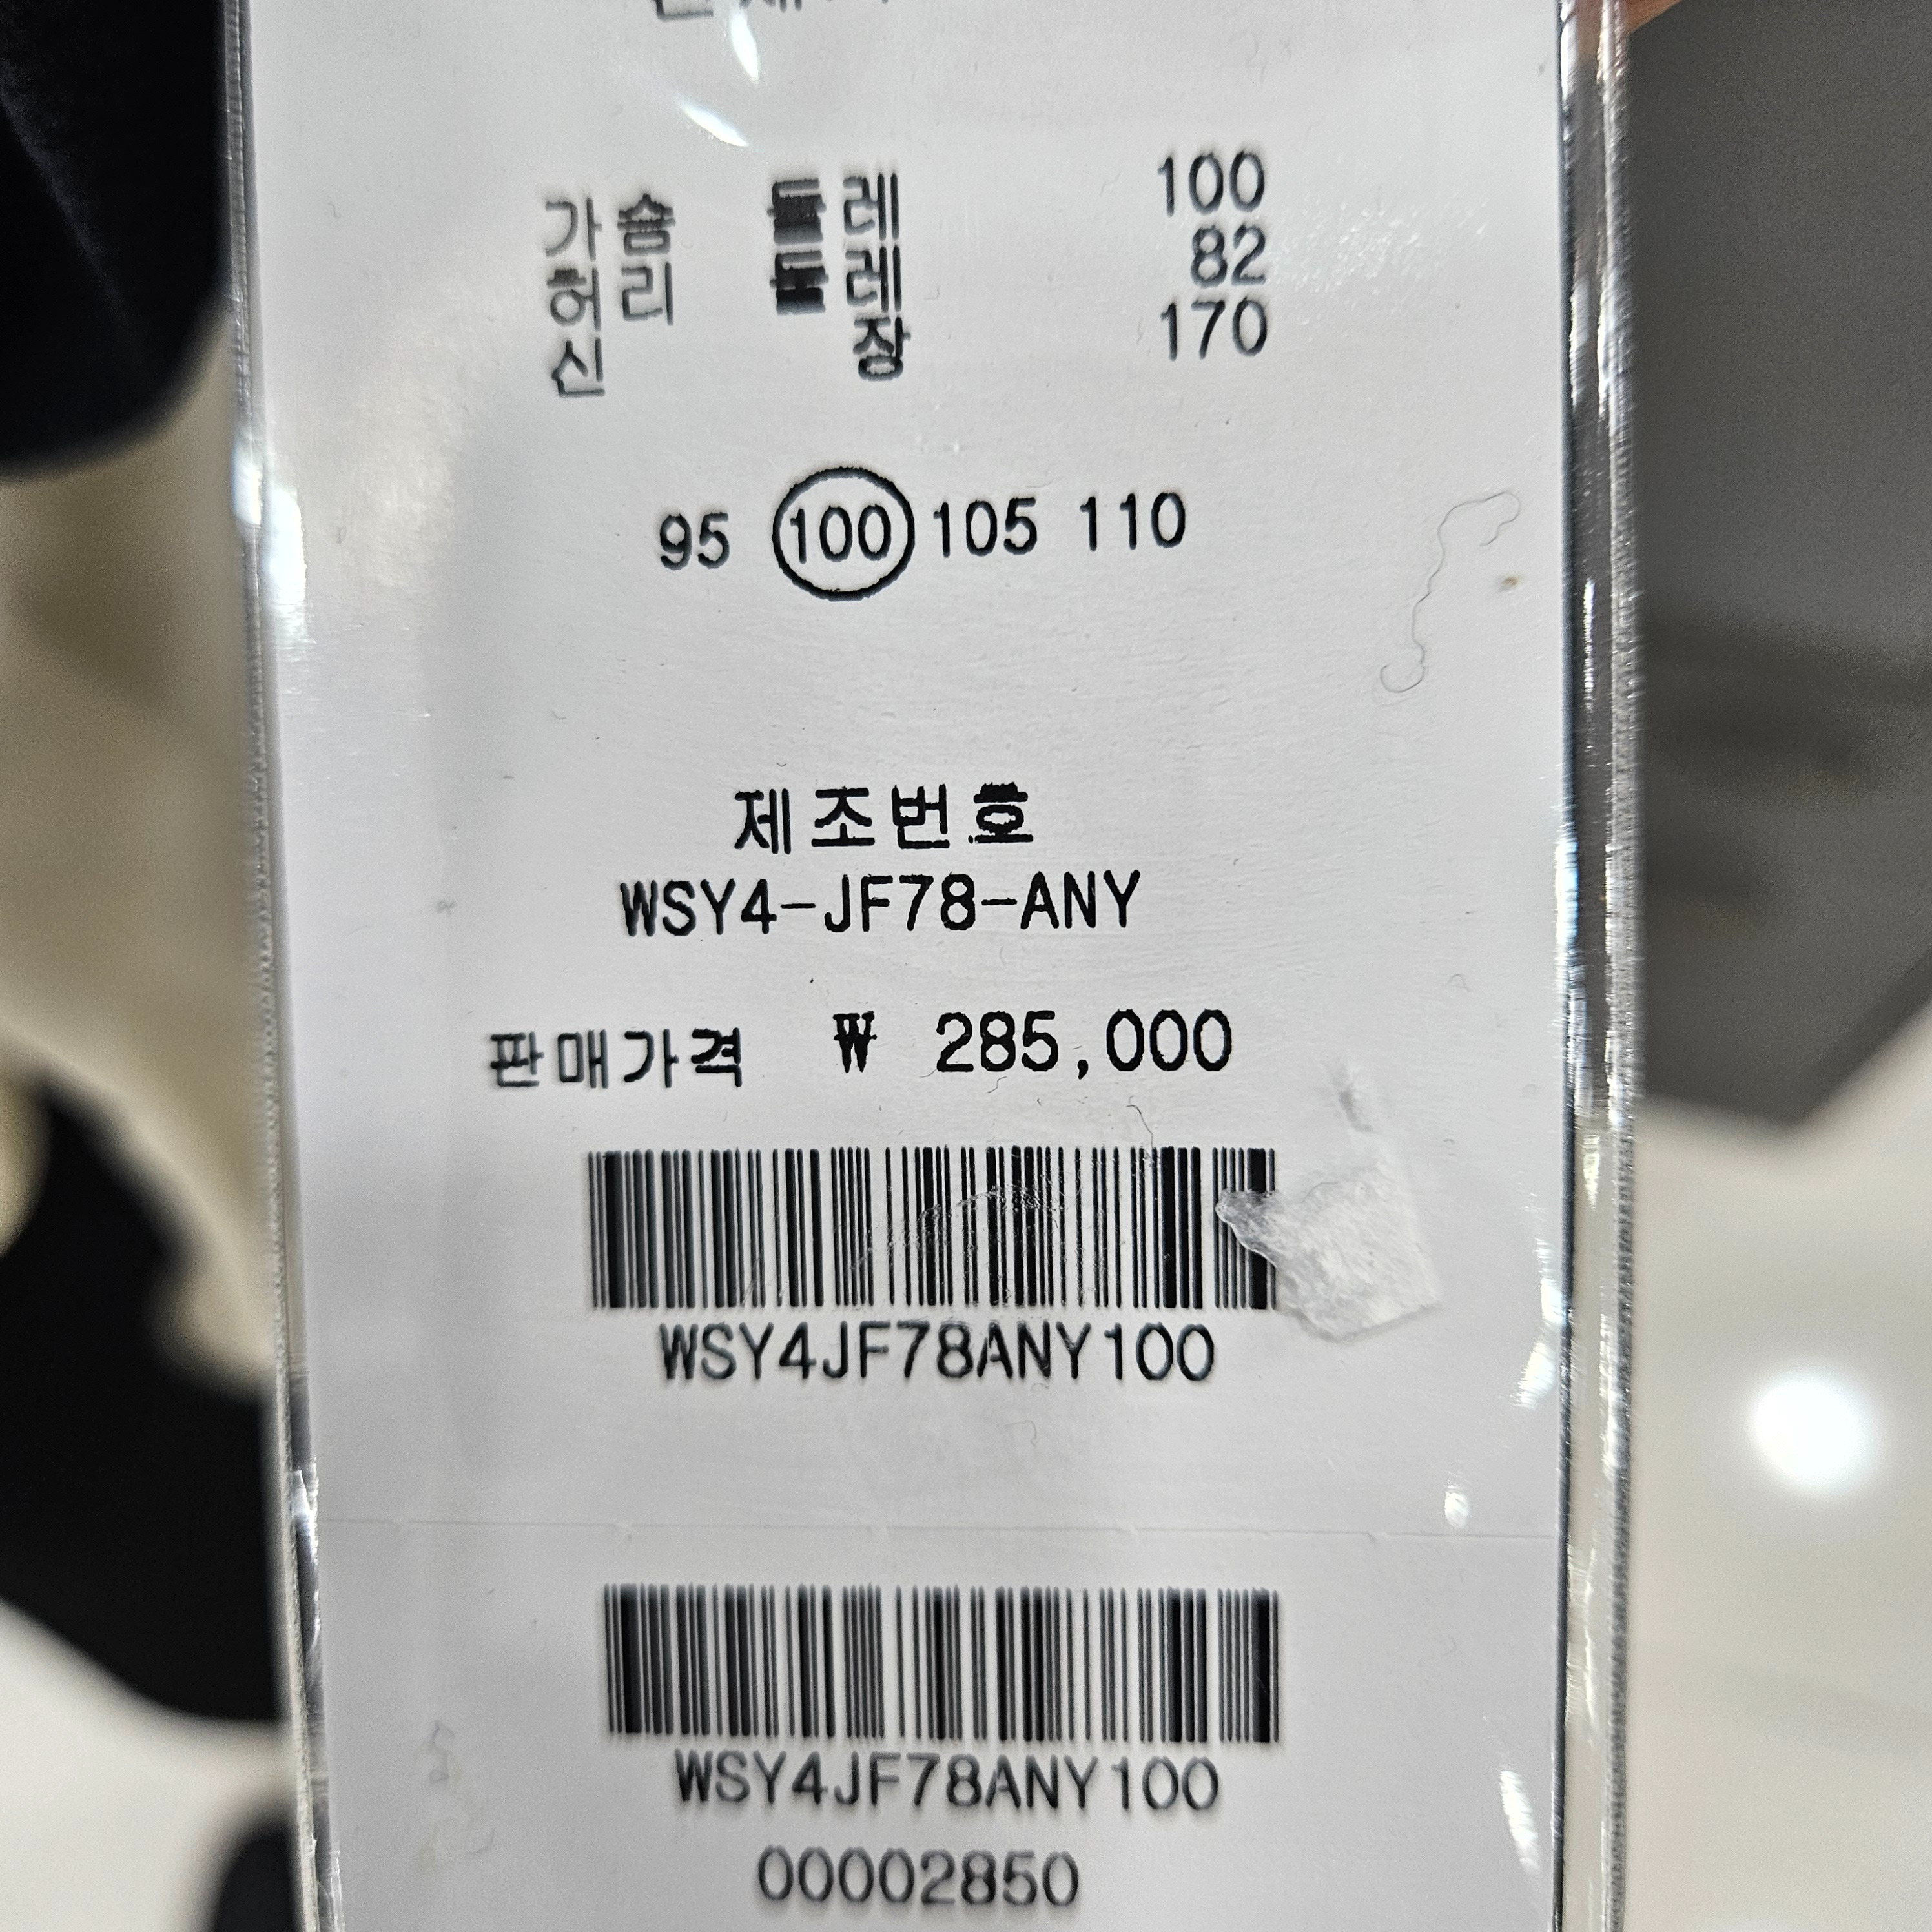 가슴 둘레 100
허리 둘레 82
신 장 170
95 100 105 110
제조번호
WSY4-JF78-ANY
판매가격 ₩ 285,000
WSY4JF78ANY100
WSY4JF78ANY100
00002850